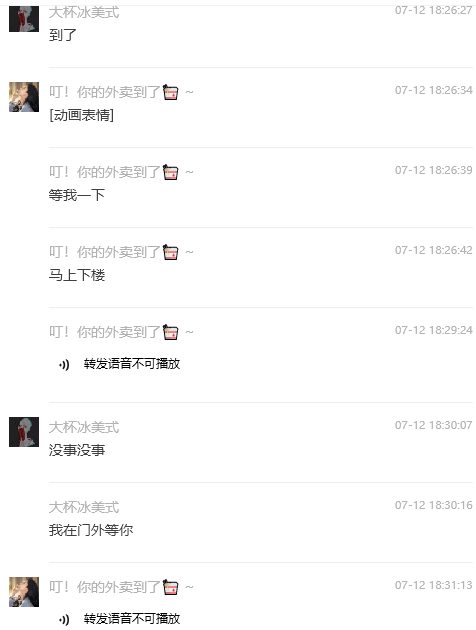 大杯冰美式 07-12 18:26:27
到了
叮！你的外卖到了 ~ 07-12 18:26:34
[动画表情]
叮！你的外卖到了 ~ 07-12 18:26:39
等我一下
叮！你的外卖到了 ~ 07-12 18:26:42
马上下楼
叮！你的外卖到了 ~ 07-12 18:29:24
转发语音不可播放
大杯冰美式 07-12 18:30:07
没事没事
大杯冰美式 07-12 18:30:16
我在门外等你
叮！你的外卖到了 ~ 07-12 18:31:13
转发语音不可播放